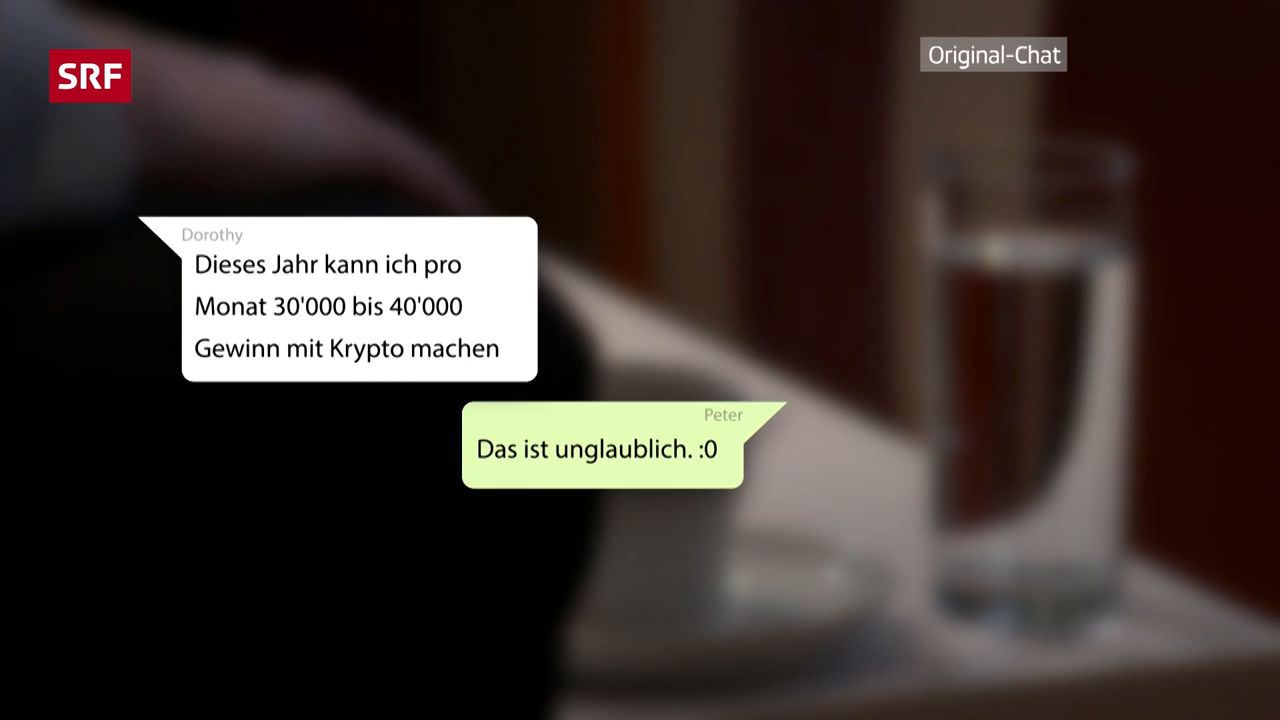 SRF
Original-Chat
Dorothy
Dieses Jahr kann ich pro
Monat 30'000 bis 40'000
Gewinn mit Krypto machen
Peter
Das ist unglaublich. :0